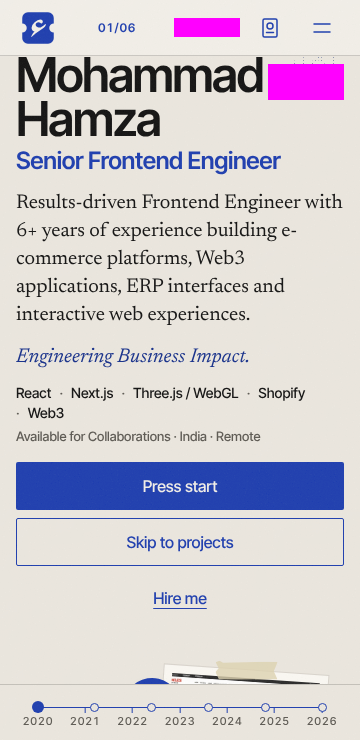 01/06
Mohammad
Hamza
Senior Frontend Engineer
Results-driven Frontend Engineer with
6+ years of experience building e-
commerce platforms, Web3
applications, ERP interfaces and
interactive web experiences.
Engineering Business Impact.
React · Next.js · Three.js / WebGL · Shopify
· Web3
Available for Collaborations · India · Remote
Press start
Skip to projects
Hire me
2020 2021 2022 2023 2024 2025 2026